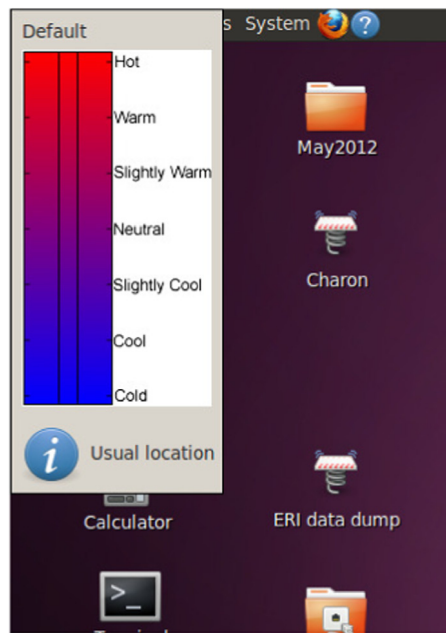 Default
s System
Hot
Warm
Slightly Warm
Neutral
Slightly Cool
Cool
Cold
Usual location
May2012
Charon
Calculator
ERI data dump